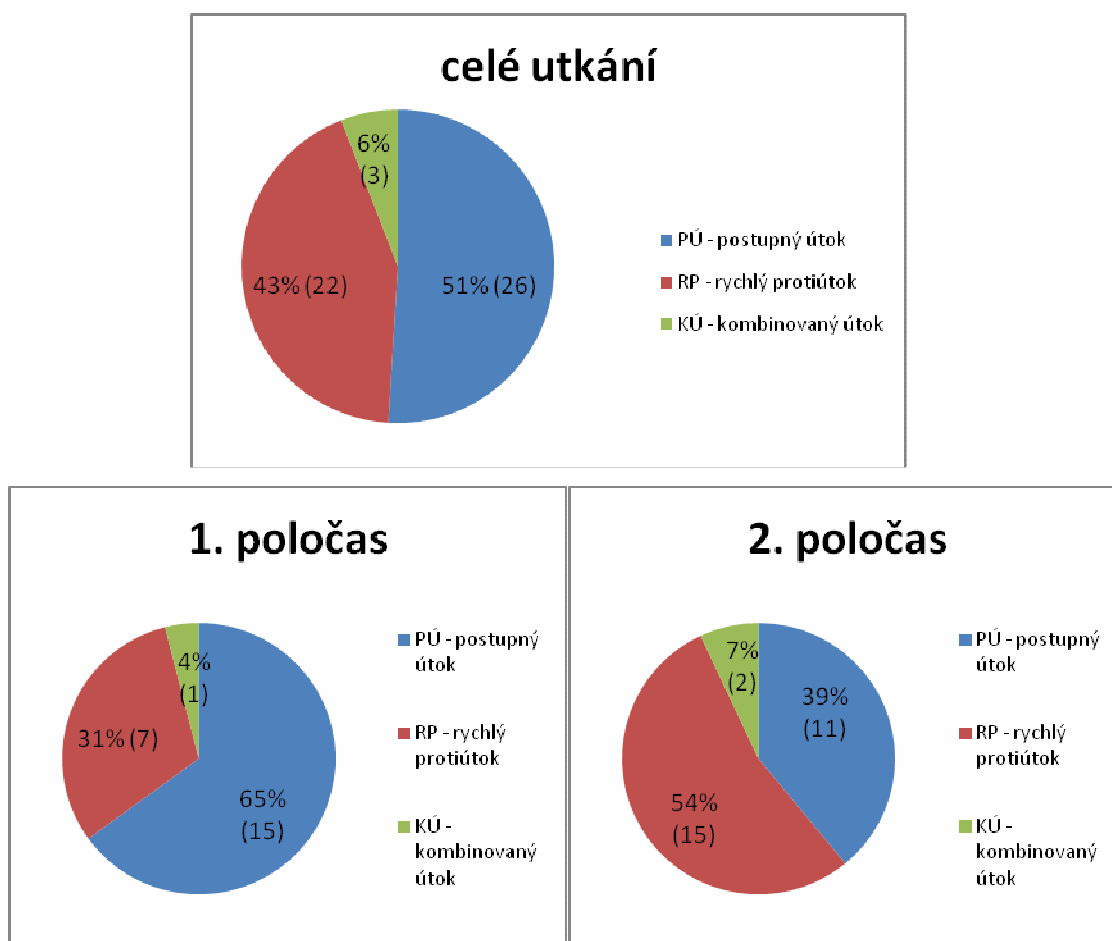 celé utkání
6%
(3)
43% (22)
51% (26)
PÚ - postupný útok
RP - rychlý protiútok
KÚ - kombinovaný útok
1. poločas
4%
(1)
31% (7)
65%
(15)
PÚ - postupný
útok
RP - rychlý
protiútok
KÚ -
kombinovaný
útok
2. poločas
7%
(2)
39%
(11)
54%
(15)
PÚ - postupný
útok
RP - rychlý
protiútok
KÚ -
kombinovaný
útok